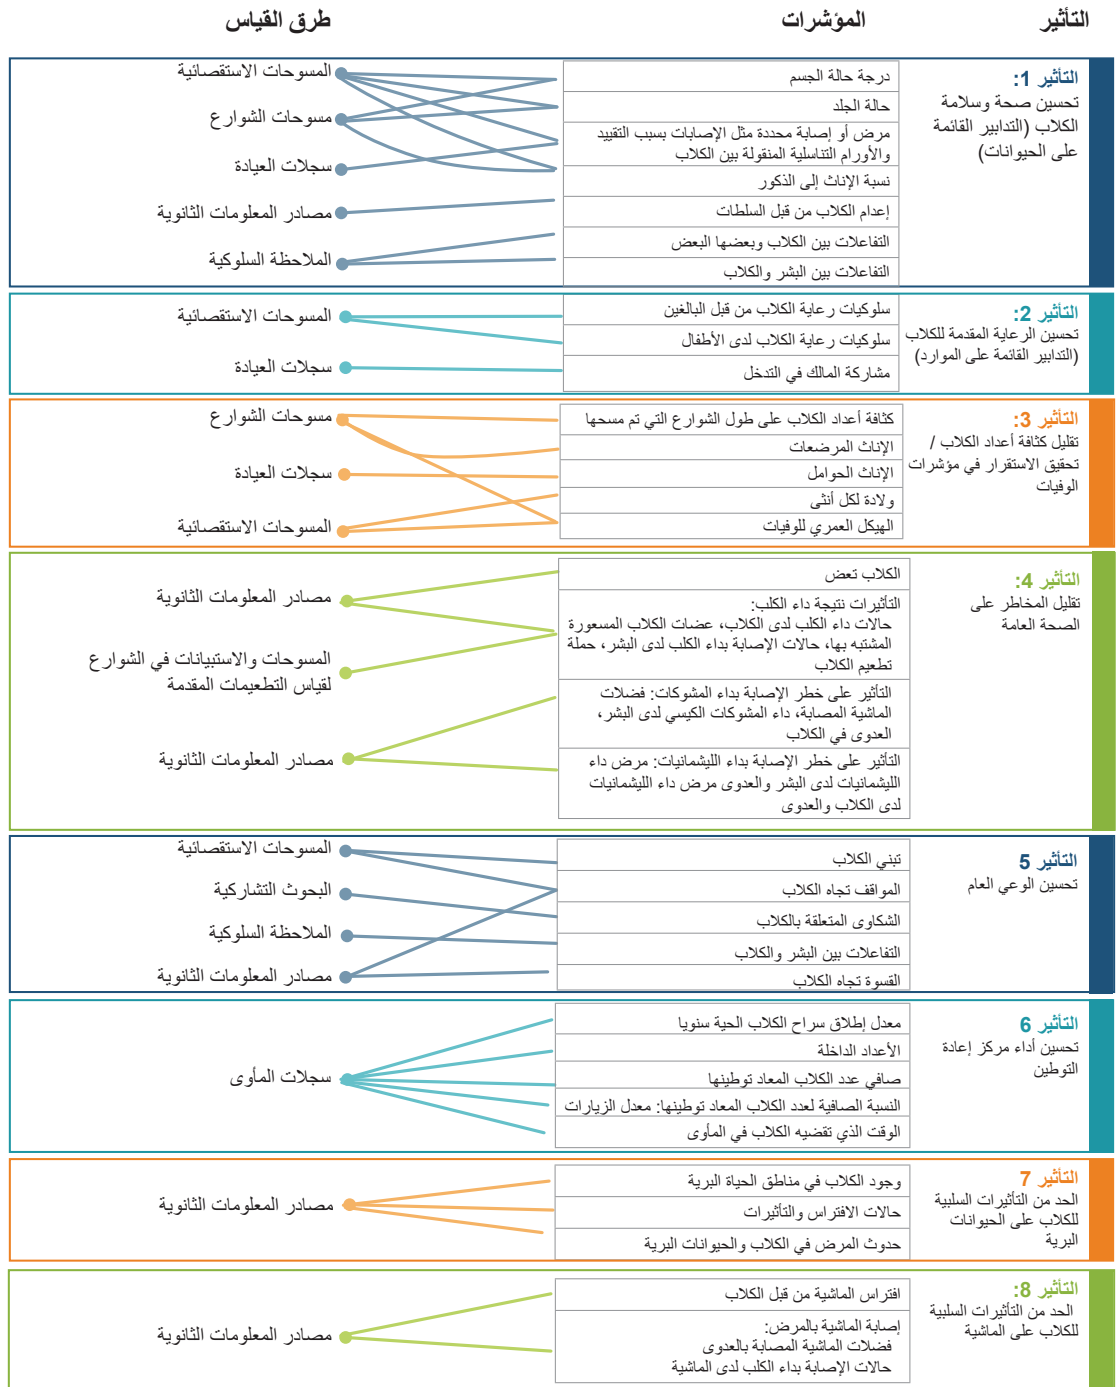 التأثير
المؤشرات
طرق القياس
التأثير 1:
تحسين صحة وسلامة
الكلاب (التدابير القائمة
على الحيوانات)
درجة حالة الجسم
حالة الجلد
مرض أو إصابة محددة مثل الإصابات بسبب التقييد
والأورام التناسلية المنقولة بين الكلاب
نسبة الإناث إلى الذكور
إعدام الكلاب من قبل السلطات
التفاعلات بين الكلاب وبعضها البعض
التفاعلات بين البشر والكلاب
المسوحات الاستقصائية
مسوحات الشوارع
سجلات العيادة
مصادر المعلومات الثانوية
الملاحظة السلوكية
التأثير 2:
تحسين الرعاية المقدمة للكلاب
(التدابير القائمة على الموارد)
سلوكيات رعاية الكلاب من قبل البالغين
سلوكيات رعاية الكلاب لدى الأطفال
مشاركة المالك في التدخل
المسوحات الاستقصائية
سجلات العيادة
التأثير 3:
تقليل كثافة أعداد الكلاب /
تحقيق الاستقرار في مؤشرات
الوفيات
كثافة أعداد الكلاب على طول الشوارع التي تم مسحها
الإناث المرضعات
الإناث الحوامل
ولادة لكل أنثى
الهيكل العمري للوفيات
مسوحات الشوارع
سجلات العيادة
المسوحات الاستقصائية
التأثير 4:
تقليل المخاطر على
الصحة العامة
الكلاب تعض
التأثيرات نتيجة داء الكلب:
حالات داء الكلب لدى الكلاب، عضات الكلاب المسعورة
المشتبه بها، حالات الإصابة بداء الكلب لدى البشر، حملة
تطعيم الكلاب
التأثير على خطر الإصابة بداء المشوكات: فضلات
الماشية المصابة، داء المشوكات الكيسي لدى البشر،
العدوى في الكلاب
التأثير على خطر الإصابة بداء الليشمانيات: مرض داء
الليشمانيات لدى البشر والعدوى مرض داء الليشمانيات
لدى الكلاب والعدوى
مصادر المعلومات الثانوية
المسوحات والاستبيانات في الشوارع
لقياس التطعيمات المقدمة
مصادر المعلومات الثانوية
التأثير 5
تحسين الوعي العام
تبني الكلاب
المواقف تجاه الكلاب
الشكاوى المتعلقة بالكلاب
التفاعلات بين البشر والكلاب
القسوة تجاه الكلاب
المسوحات الاستقصائية
البحوث التشاركية
الملاحظة السلوكية
مصادر المعلومات الثانوية
التأثير 6
تحسين أداء مركز إعادة
التوطين
معدل إطلاق سراح الكلاب الحية سنويا
الأعداد الداخلة
صافي عدد الكلاب المعاد توطينها
النسبة الصافية لعدد الكلاب المعاد توطينها: معدل الزيارات
الوقت الذي تقضيه الكلاب في المأوى
سجلات المأوى
التأثير 7
الحد من التأثيرات السلبية
للكلاب على الحيوانات
البرية
وجود الكلاب في مناطق الحياة البرية
حالات الافتراس والتأثيرات
حدوث المرض في الكلاب والحيوانات البرية
مصادر المعلومات الثانوية
التأثير 8:
الحد من التأثيرات السلبية
للكلاب على الماشية
افتراس الماشية من قبل الكلاب
إصابة الماشية بالمرض:
فضلات الماشية المصابة بالعدوى
حالات الإصابة بداء الكلب لدى الماشية
مصادر المعلومات الثانوية